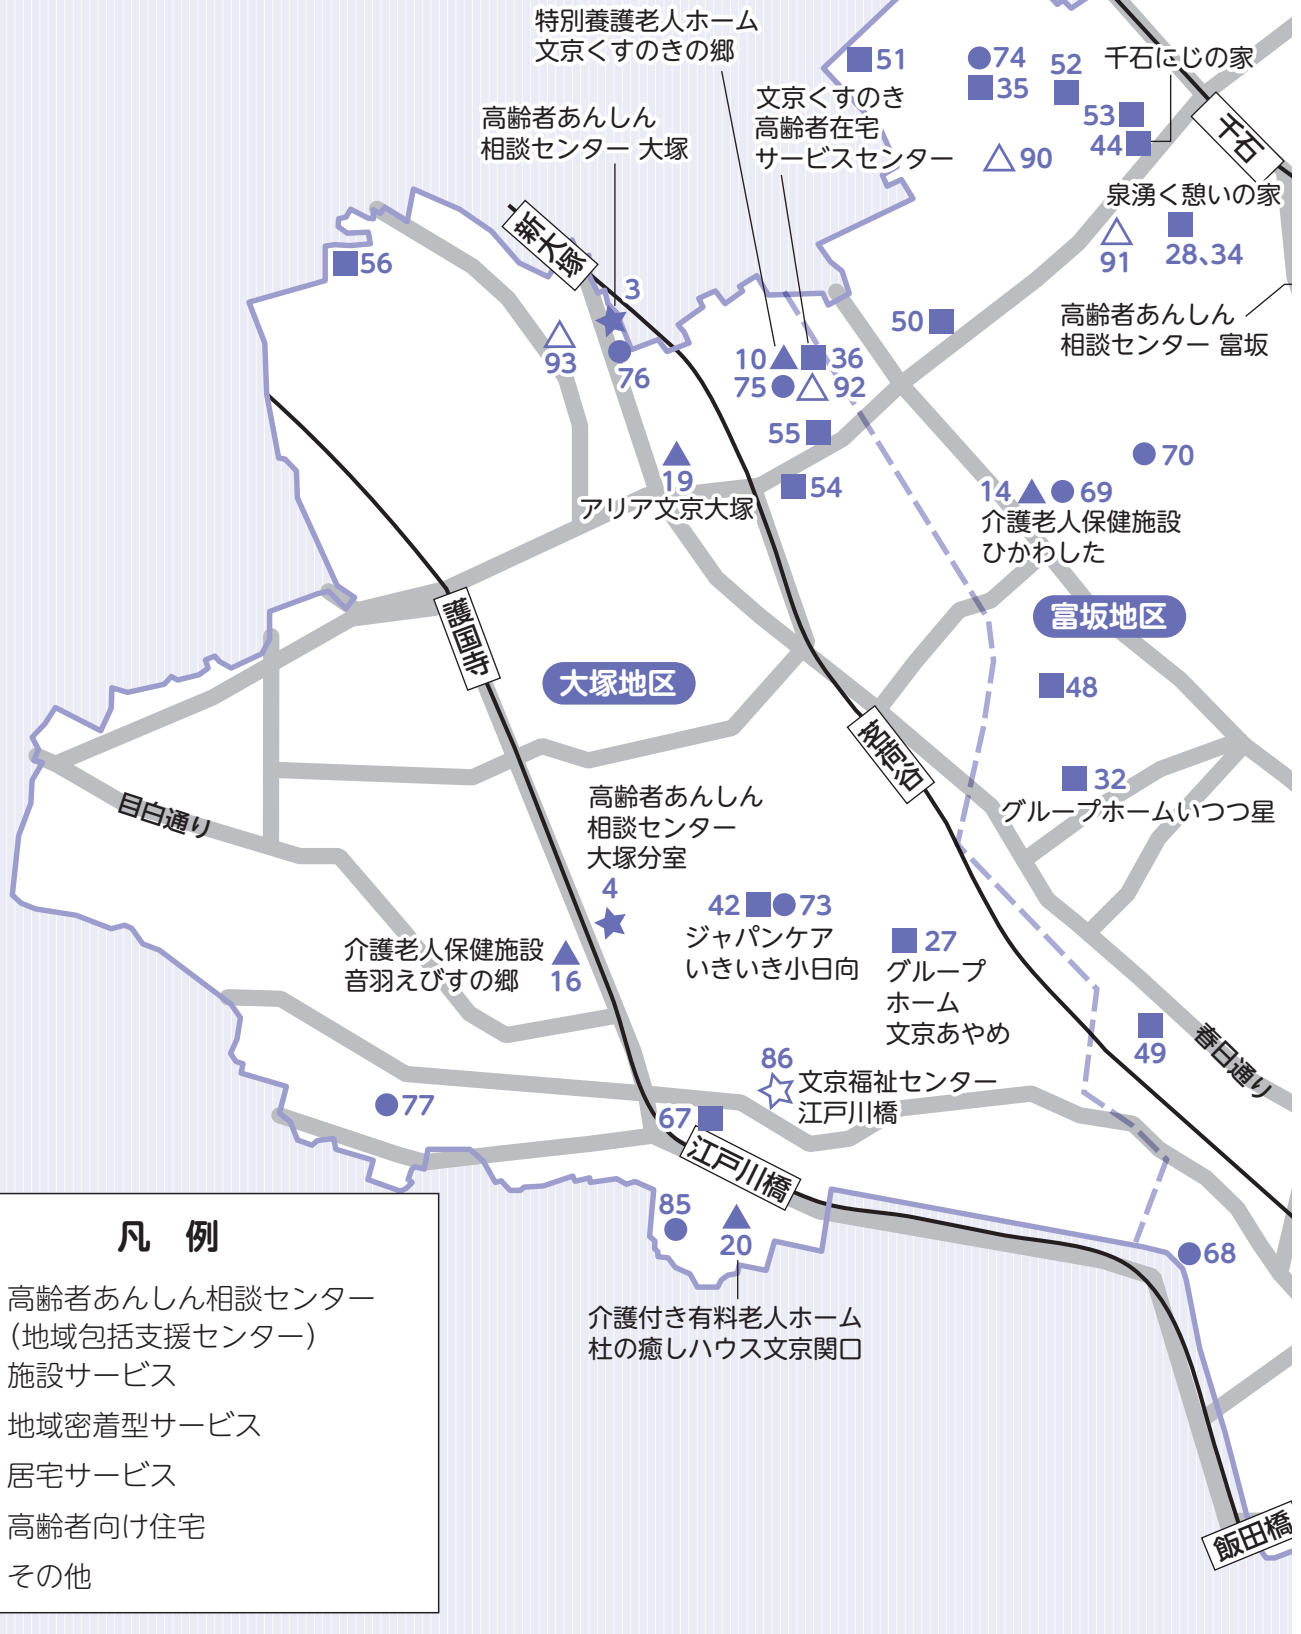 特別養護老人ホーム
文京くすのきの郷
51
74
35
52
千石にじの家
53
44
千石
文京くすのき
高齢者在宅
サービスセンター
高齢者あんしん
相談センター 大塚
90
泉湧く憩いの家
91
28、34
新大塚
56
3
93
76
50
高齢者あんしん
相談センター 富坂
10
36
75
92
55
54
19
アリア文京大塚
70
14
69
介護老人保健施設
ひかわした
護国寺
富坂地区
大塚地区
48
茗荷谷
32
グループホームいつつ星
目白通り
高齢者あんしん
相談センター
大塚分室
4
42
73
ジャパンケア
いきいき小日向
27
グループ
ホーム
文京あやめ
介護老人保健施設
音羽えびすの郷
16
49
春日通り
86
文京福祉センター
江戸川橋
77
67
江戸川橋
85
20
68
介護付き有料老人ホーム
杜の癒しハウス文京関口
飯田橋
凡 例
高齢者あんしん相談センター
（地域包括支援センター）
施設サービス
地域密着型サービス
居宅サービス
高齢者向け住宅
その他